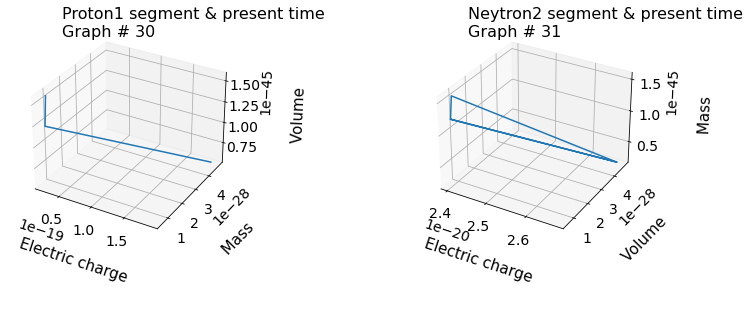 Proton1 segment & present time
Graph # 30
1.50
1.25
1.00
0.75
1e−45
Volume
0.5
1.0
1.5
1e−19
Electric charge
1
2
3
4
1e−28
Mass
Neytron2 segment & present time
Graph # 31
1.5
1.0
0.5
1e−45
Mass
2.4
2.5
2.6
1e−20
Electric charge
1
2
3
4
1e−28
Volume